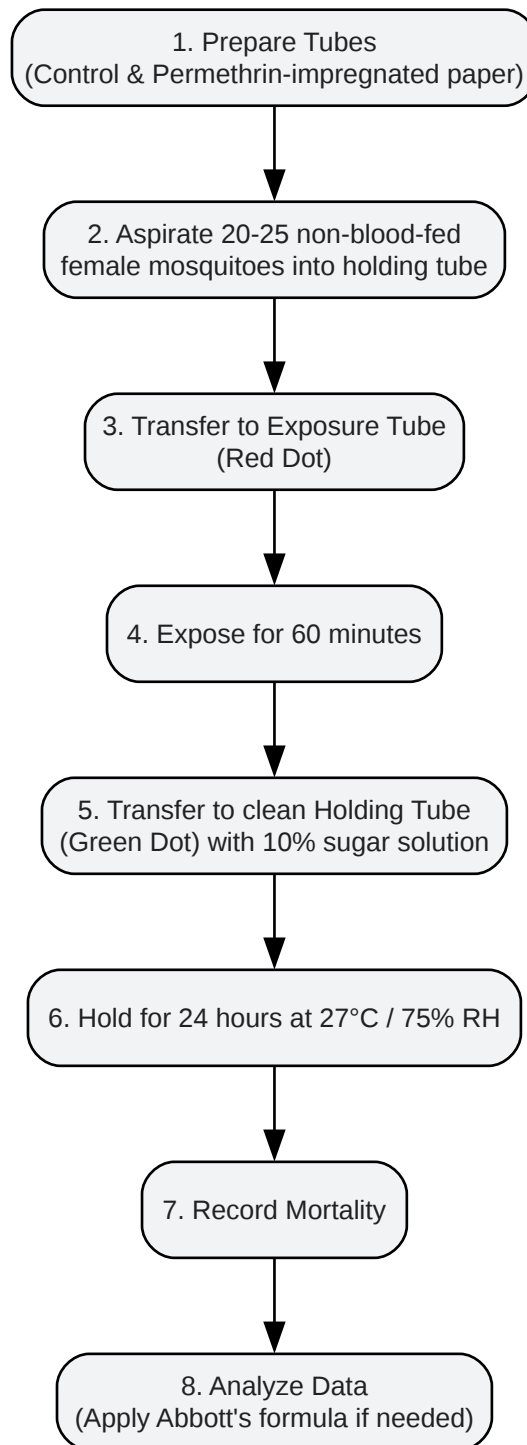 1. Prepare Tubes
(Control & Permethrin-impregnated paper)
2. Aspirate 20-25 non-blood-fed
female mosquitoes into holding tube
3. Transfer to Exposure Tube
(Red Dot)
4. Expose for 60 minutes
5. Transfer to clean Holding Tube
(Green Dot) with 10% sugar solution
6. Hold for 24 hours at 27°C / 75% RH
7. Record Mortality
8. Analyze Data
(Apply Abbott's formula if needed)